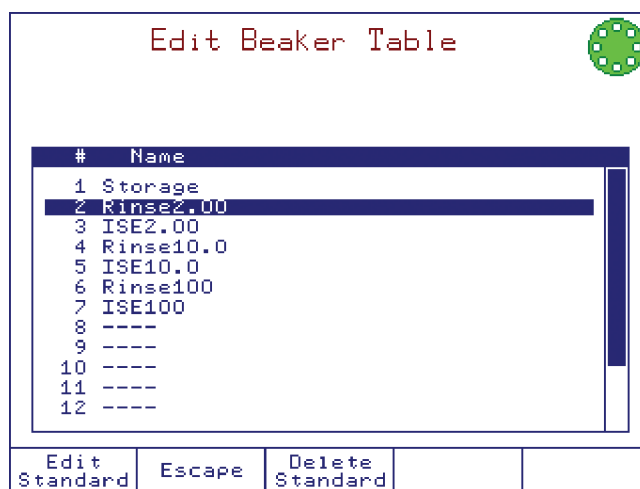 Edit Beaker Table
# Name
1 Storage
2 Rinse2.00
3 ISE2.00
4 Rinse10.0
5 ISE10.0
6 Rinse100
7 ISE100
8 ----
9 ----
10 ----
11 ----
12 ----
Edit Standard
Escape
Delete Standard